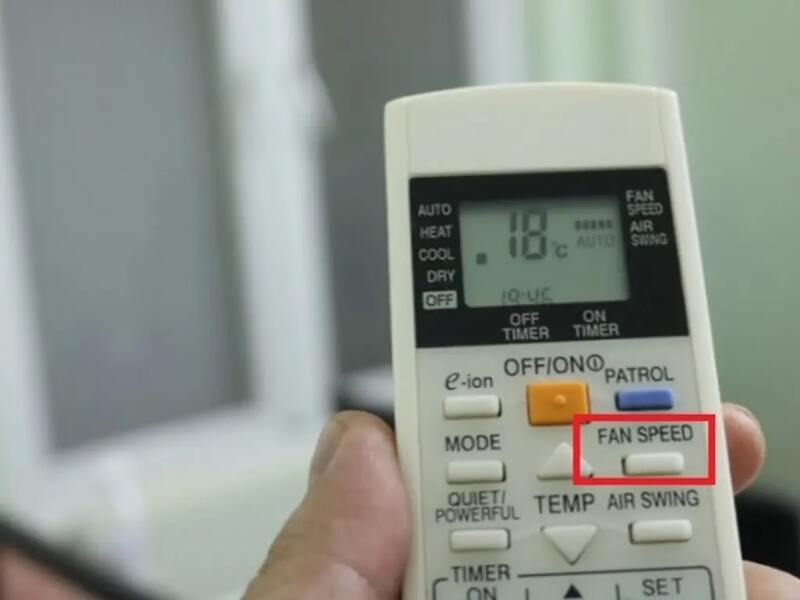 AUTO
HEAT
COOL
DRY
OFF
18°C
AUTO
FAN
SPEED
AIR
SWING
OFF
TIMER
ON
TIMER
OFF/ON
e-ion
PATROL
MODE
FAN SPEED
QUIET/
POWERFUL
TEMP
AIR SWING
TIMER
ON
SET